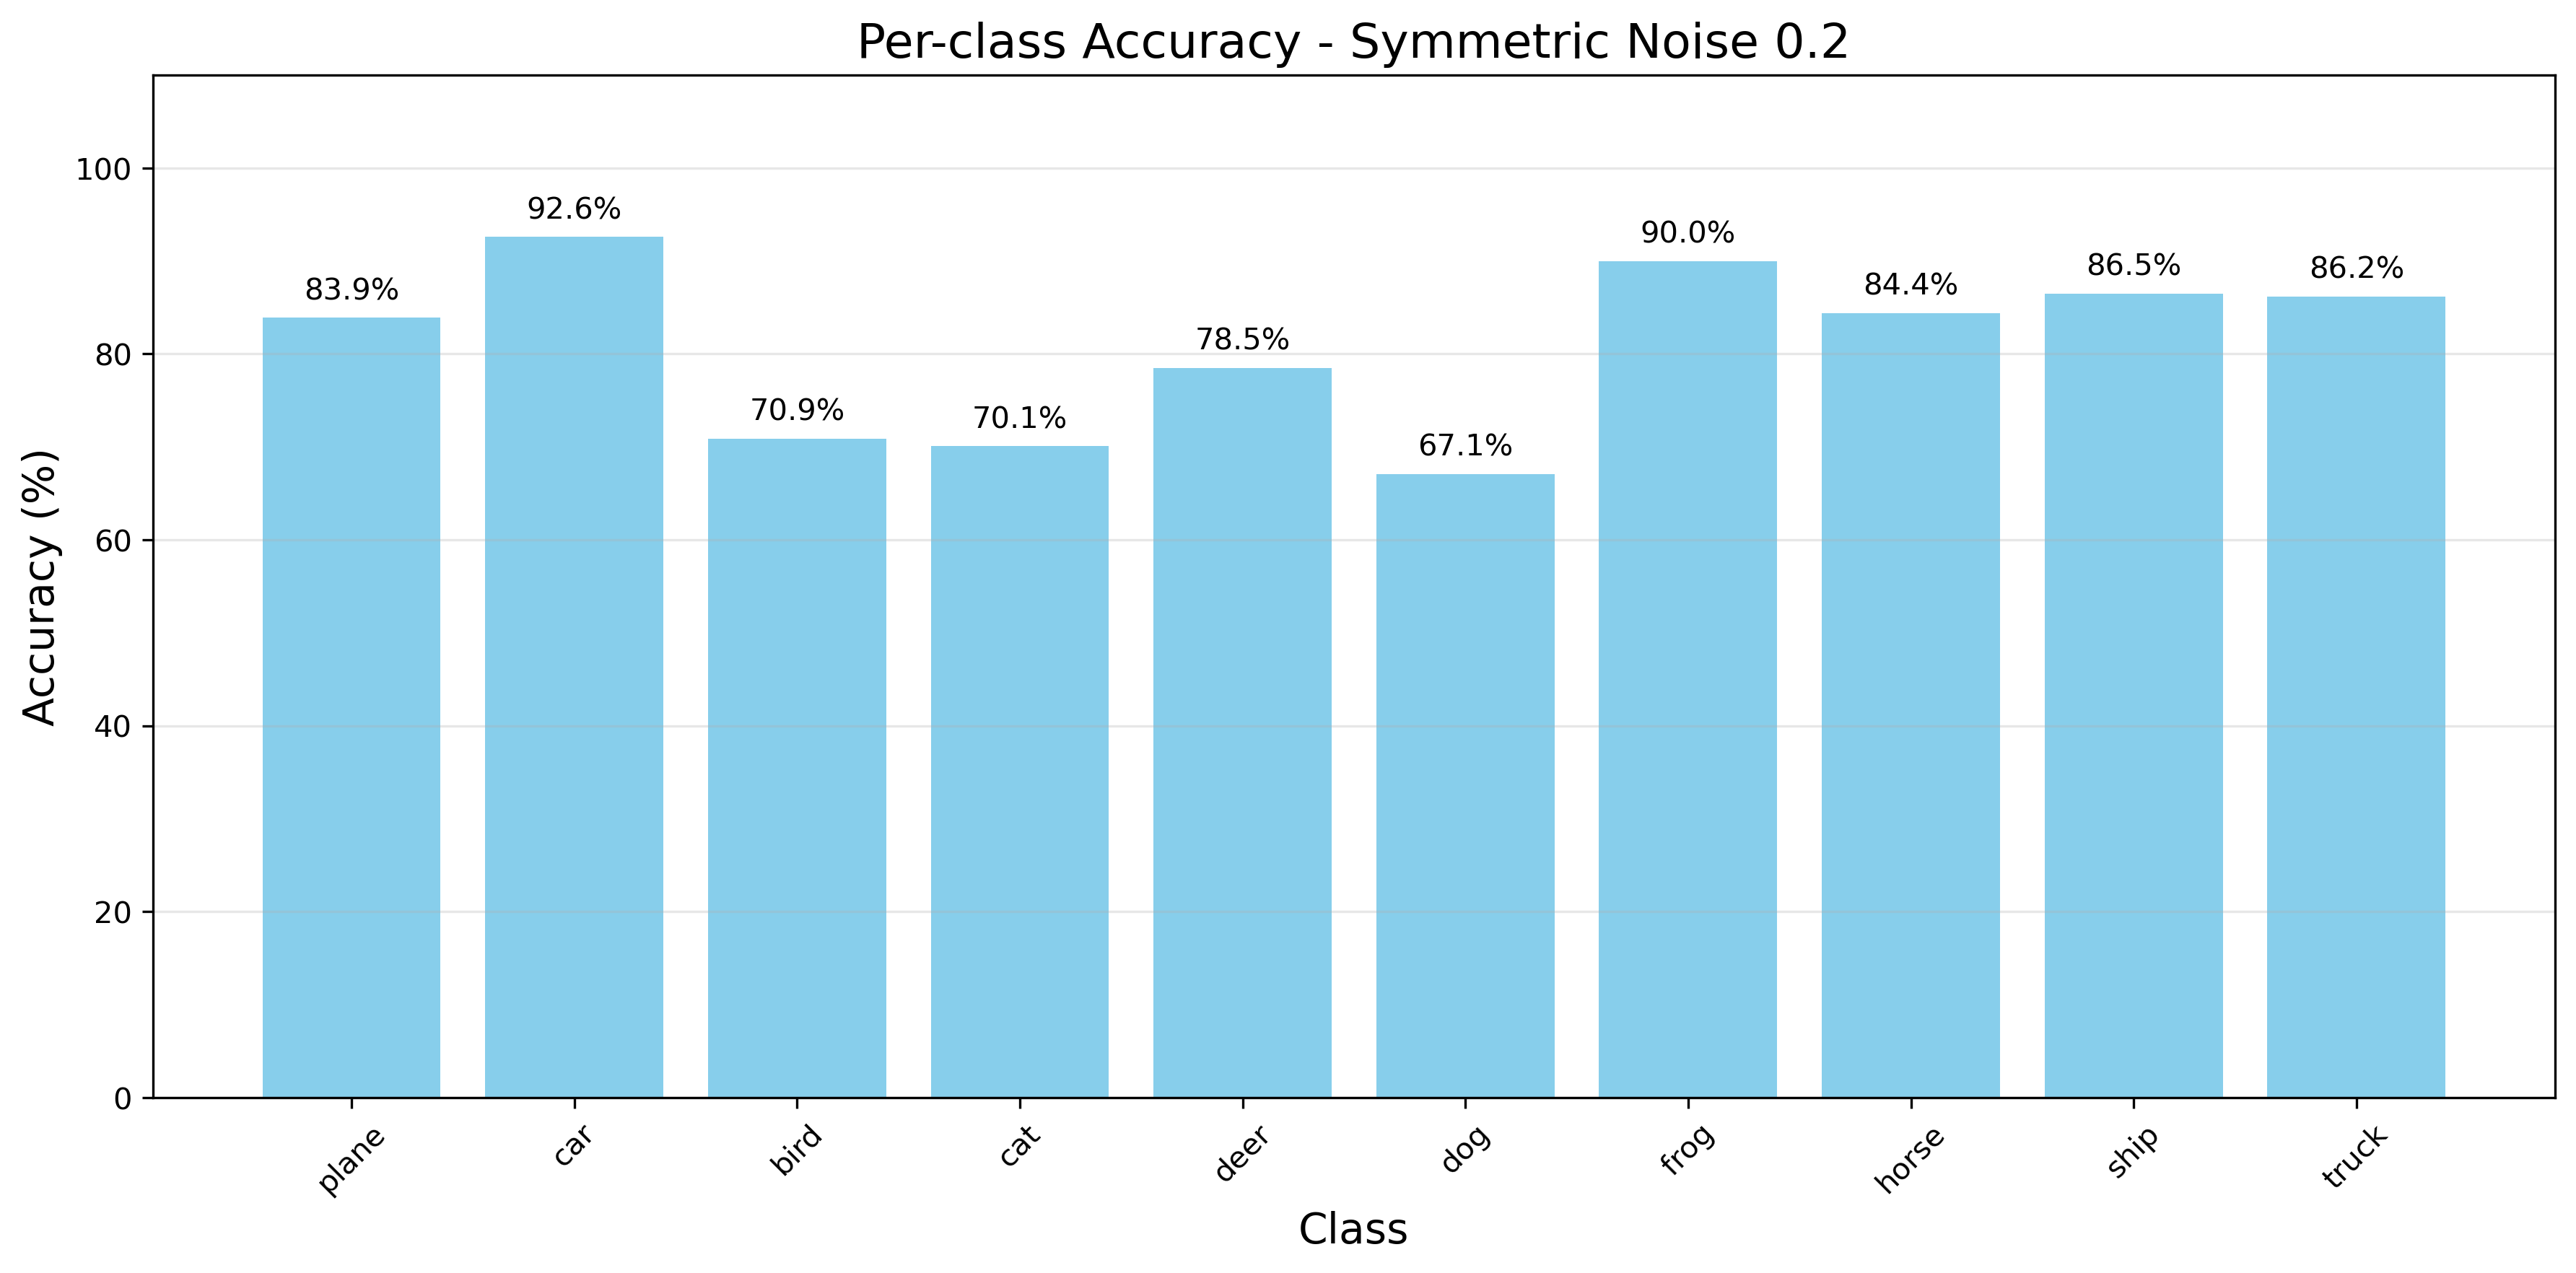 Per-class Accuracy - Symmetric Noise 0.2
Accuracy (%)
100
80
60
40
20
0
83.9%
92.6%
70.9%
70.1%
78.5%
67.1%
90.0%
84.4%
86.5%
86.2%
plane
car
bird
cat
deer
dog
frog
horse
ship
truck
Class